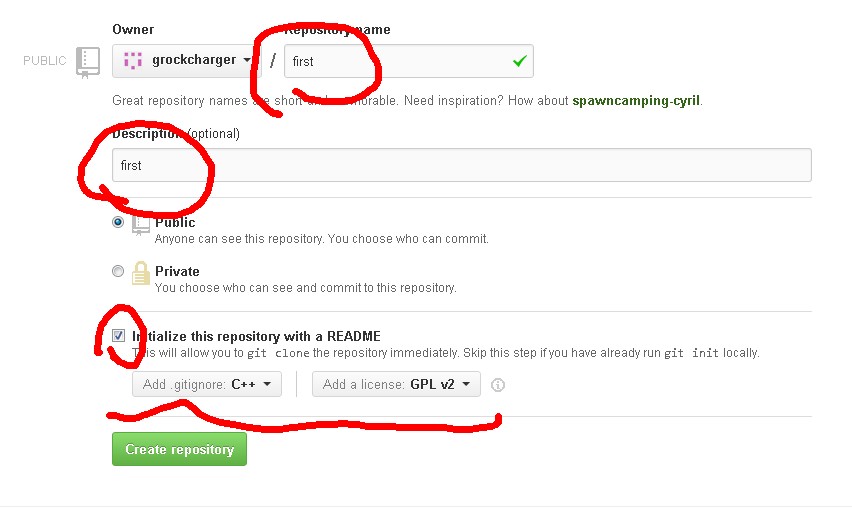 Owner Repository name
PUBLIC grockcharger / first
Great repository names are short and memorable. Need inspiration? How about spawncamping-cyril.
Description (optional)
first
Public
Anyone can see this repository. You choose who can commit.
Private
You choose who can see and commit to this repository.
Initialize this repository with a README
This will allow you to git clone the repository immediately. Skip this step if you have already run git init locally.
Add .gitignore: C++ Add a license: GPL v2
Create repository